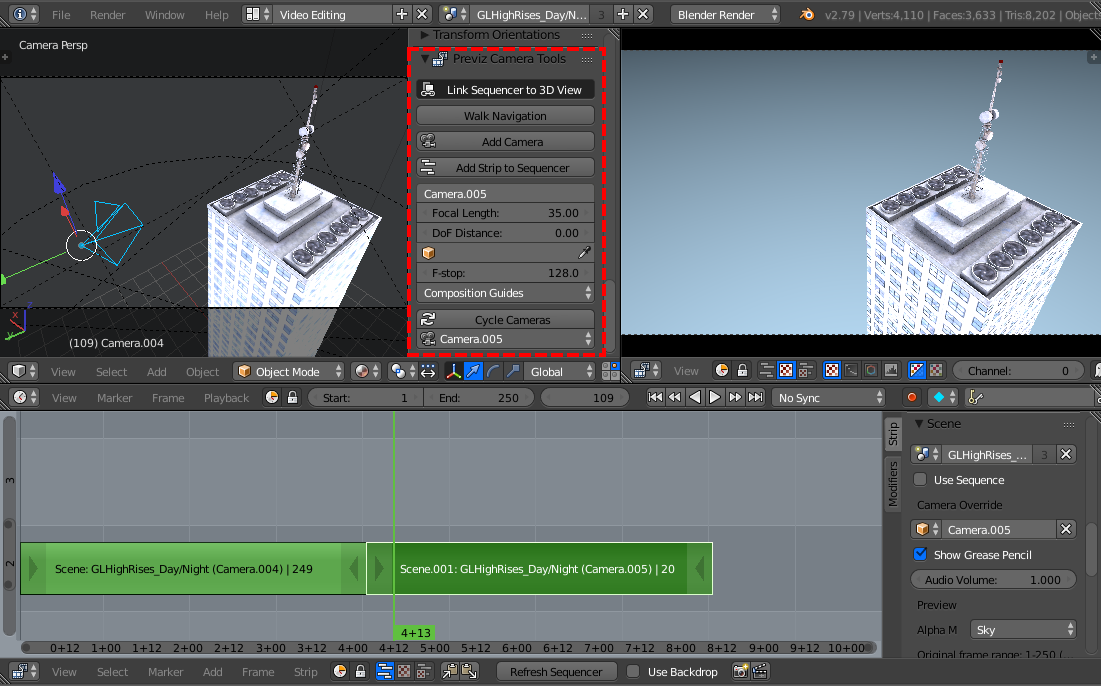 File Render Window Help Video Editing GLHighRises_Day/N... 3 Blender Render v2.79 | Verts:4,110 | Faces:3,633 | Tris:8,202 | Objects
Camera Persp
Transform Orientations
Previz Camera Tools
Link Sequencer to 3D View
Walk Navigation
Add Camera
Add Strip to Sequencer
Camera.005
Focal Length: 35.00
DoF Distance: 0.00
F-stop: 128.0
Composition Guides
Cycle Cameras
Camera.005
(109) Camera.004
View Select Add Object Object Mode Global View Channel: 0
View Marker Frame Playback Start: 1 End: 250 109 No Sync
3
2
Scene: GLHighRises_Day/Night (Camera.004) | 249
Scene.001: GLHighRises_Day/Night (Camera.005) | 20
4+13
0+12 1+00 1+12 2+00 2+12 3+00 3+12 4+00 4+12 5+00 5+12 6+00 6+12 7+00 7+12 8+00 8+12 9+00 9+12 10+00
Strip
Modifiers
Scene
GLHighRises_... 3
Use Sequence
Camera Override
Camera.005
Show Grease Pencil
Audio Volume: 1.000
Preview
Alpha M Sky
Original frame range: 1-250 (
View Select Marker Add Frame Strip Refresh Sequencer Use Backdrop